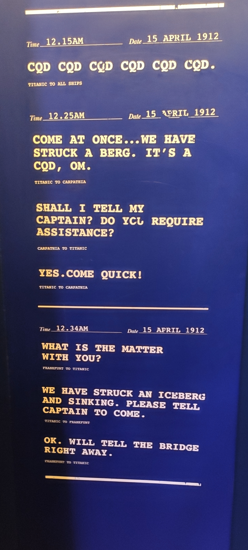 Time 12.15AM Date 15 APRIL 1912
CQD CQD CQD CQD CQD CQD.
TITANIC TO ALL SHIPS
Time 12.25AM Date 15 APRIL 1912
COME AT ONCE...WE HAVE
STRUCK A BERG. IT'S A
CQD, OM.
TITANIC TO CARPATHIA
SHALL I TELL MY
CAPTAIN? DO YOU REQUIRE
ASSISTANCE?
CARPATHIA TO TITANIC
YES.COME QUICK!
TITANIC TO CARPATHIA
Time 12.34AM Date 15 APRIL 1912
WHAT IS THE MATTER
WITH YOU?
FRANKFURT TO TITANIC
WE HAVE STRUCK AN ICEBERG
AND SINKING. PLEASE TELL
CAPTAIN TO COME.
TITANIC TO FRANKFURT
OK. WILL TELL THE BRIDGE
RIGHT AWAY.
FRANKFURT TO TITANIC